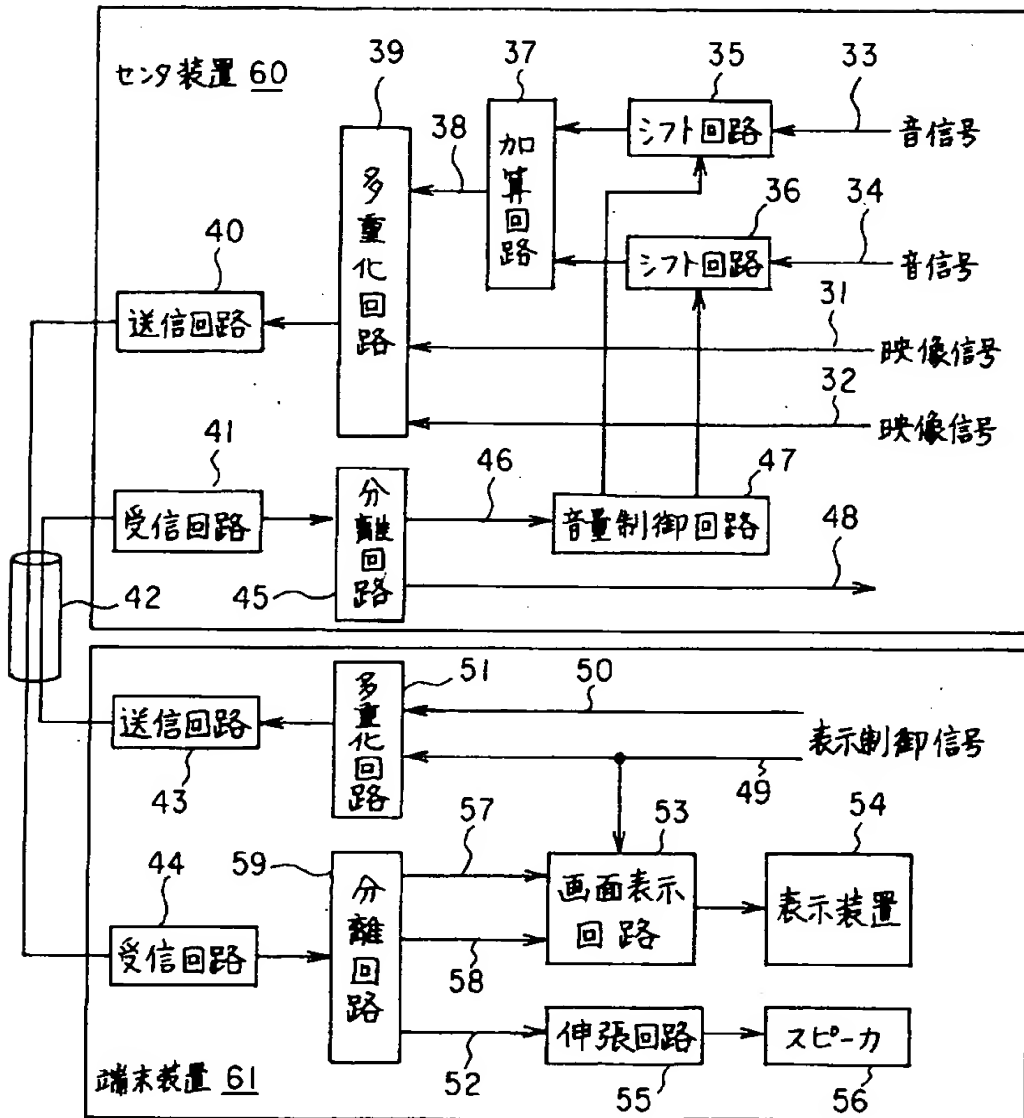 センタ装置 60
39
37
35
33
シフト回路
音信号
38
加算回路
多重化回路
36
34
シフト回路
音信号
40
送信回路
31
映像信号
32
映像信号
41
46
47
受信回路
分離回路
音量制御回路
48
45
42
51
50
送信回路
多重化回路
表示制御信号
49
43
57
53
54
59
44
分離回路
画面表示
回路
表示装置
受信回路
58
伸張回路
スピーカ
52
55
56
端末装置 61